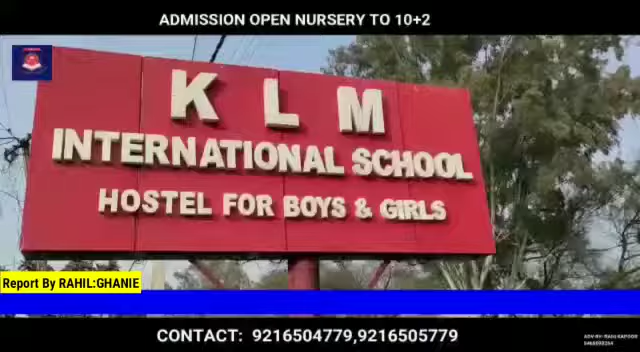 ADMISSION OPEN NURSERY TO 10+2
K L M
INTERNATIONAL SCHOOL
HOSTEL FOR BOYS & GIRLS
Report By RAHIL:GHANIE
CONTACT: 9216504779,9216505779